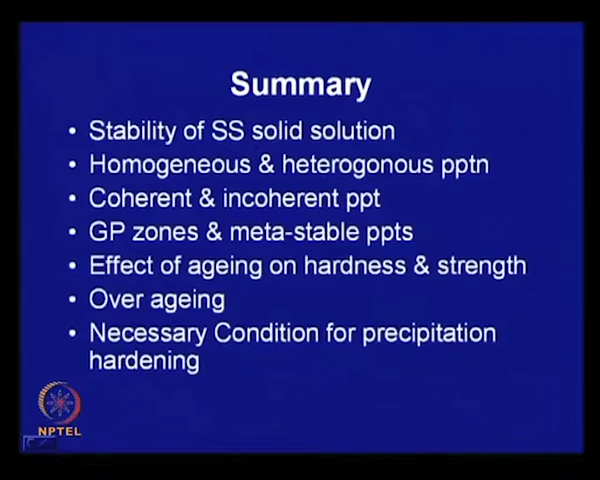 Summary
• Stability of SS solid solution
• Homogeneous & heterogonous pptn
• Coherent & incoherent ppt
• GP zones & meta-stable ppts
• Effect of ageing on hardness & strength
• Over ageing
• Necessary Condition for precipitation
hardening
NPTEL